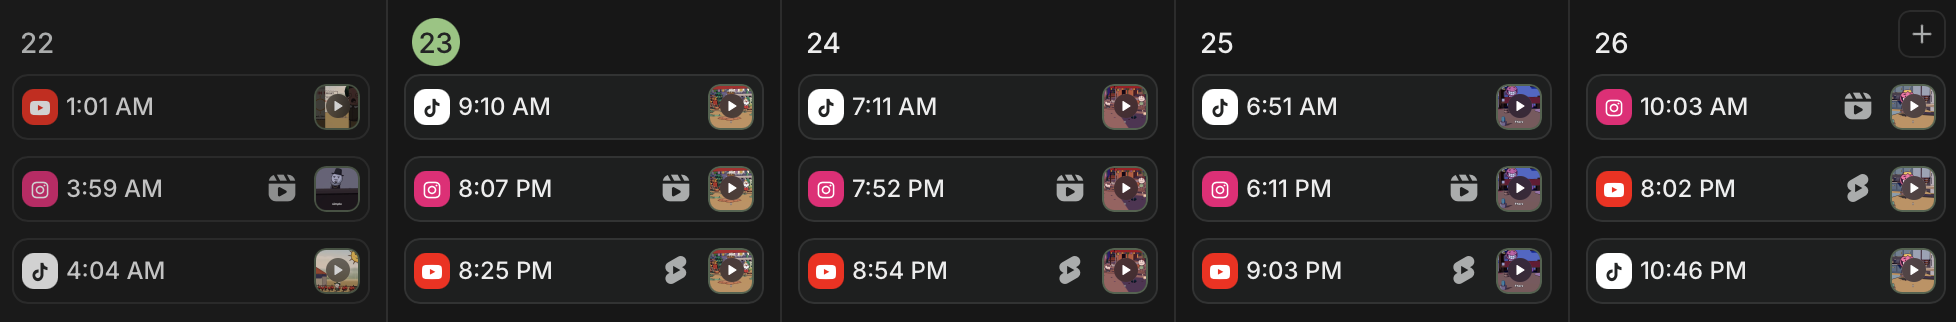 22
1:01 AM
3:59 AM
4:04 AM
23
9:10 AM
8:07 PM
8:25 PM
24
7:11 AM
7:52 PM
8:54 PM
25
6:51 AM
6:11 PM
9:03 PM
26
10:03 AM
8:02 PM
10:46 PM